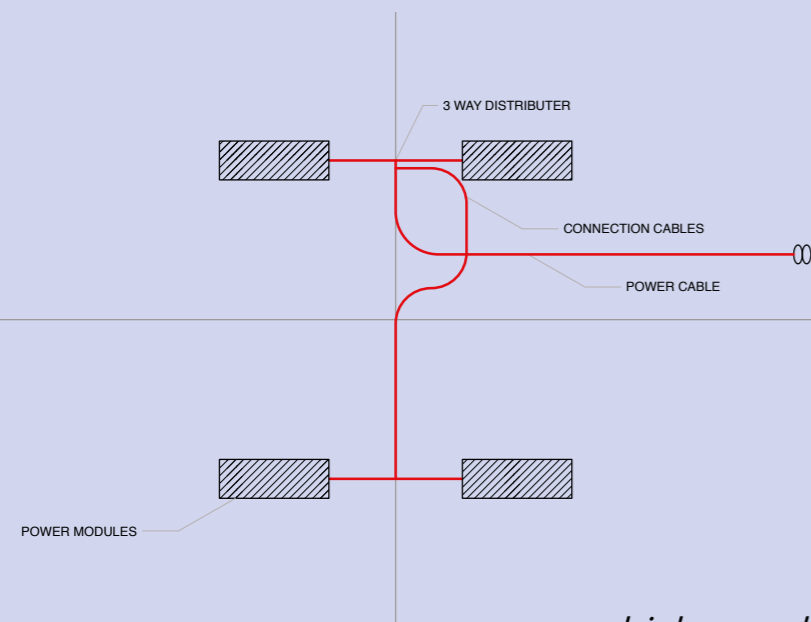 3 WAY DISTRIBUTER
CONNECTION CABLES
POWER CABLE
POWER MODULES